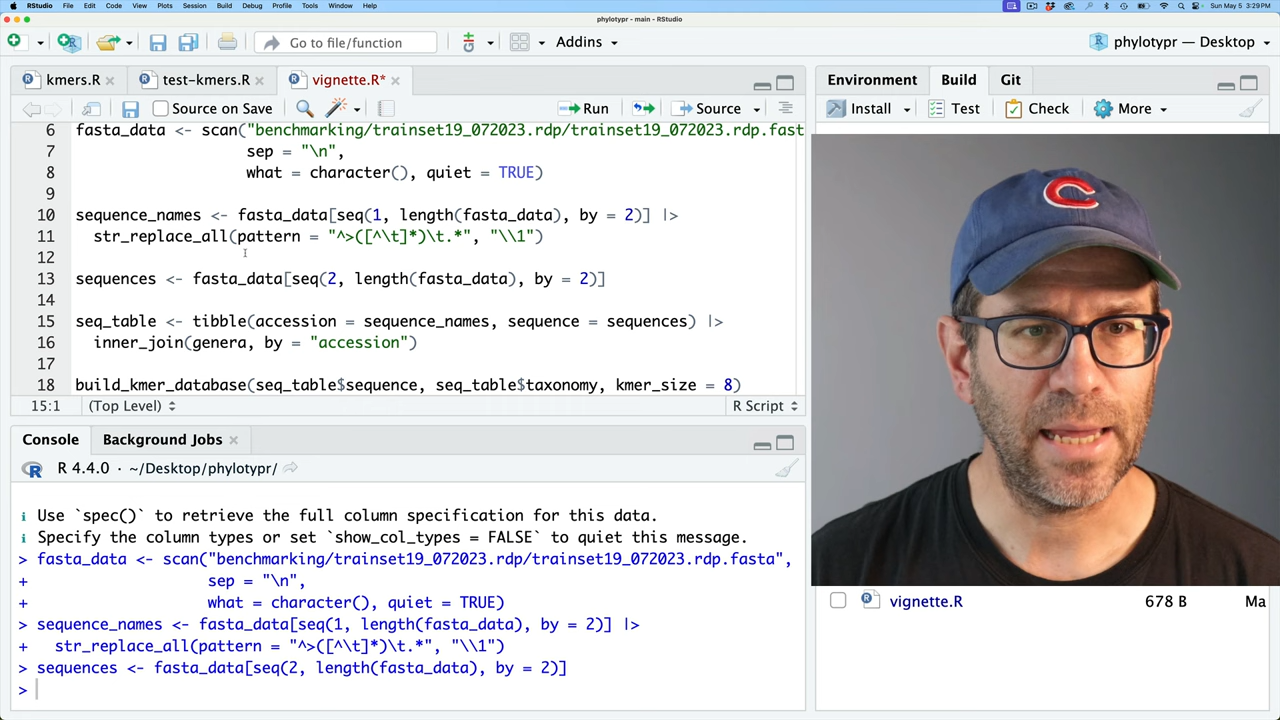 RStudio File Edit Code View Plots Session Build Debug Profile Tools Window Help Sun May 5 3:29 PM
phylotypr - main - RStudio
Go to file/function Addins phylotypr — Desktop
kmers.R test-kmers.R vignette.R* Environment Build Git
Source on Save Run Source Install Test Check More
6 fasta_data <- scan("benchmarking/trainset19_072023.rdp/trainset19_072023.rdp.fast
7 sep = "\n",
8 what = character(), quiet = TRUE)
9
10 sequence_names <- fasta_data[seq(1, length(fasta_data), by = 2)] |>
11 str_replace_all(pattern = "^>([^\t]*)\t.*", "\\1")
12
13 sequences <- fasta_data[seq(2, length(fasta_data), by = 2)]
14
15 seq_table <- tibble(accession = sequence_names, sequence = sequences) |>
16 inner_join(genera, by = "accession")
17
18 build_kmer_database(seq_table$sequence, seq_table$taxonomy, kmer_size = 8)
15:1 (Top Level) R Script
Console Background Jobs
R 4.4.0 · ~/Desktop/phylotypr/
i Use `spec()` to retrieve the full column specification for this data.
i Specify the column types or set `show_col_types = FALSE` to quiet this message.
> fasta_data <- scan("benchmarking/trainset19_072023.rdp/trainset19_072023.rdp.fasta",
+ sep = "\n",
+ what = character(), quiet = TRUE)
> sequence_names <- fasta_data[seq(1, length(fasta_data), by = 2)] |>
+ str_replace_all(pattern = "^>([^\t]*)\t.*", "\\1")
> sequences <- fasta_data[seq(2, length(fasta_data), by = 2)]
>
vignette.R 678 B Ma
C